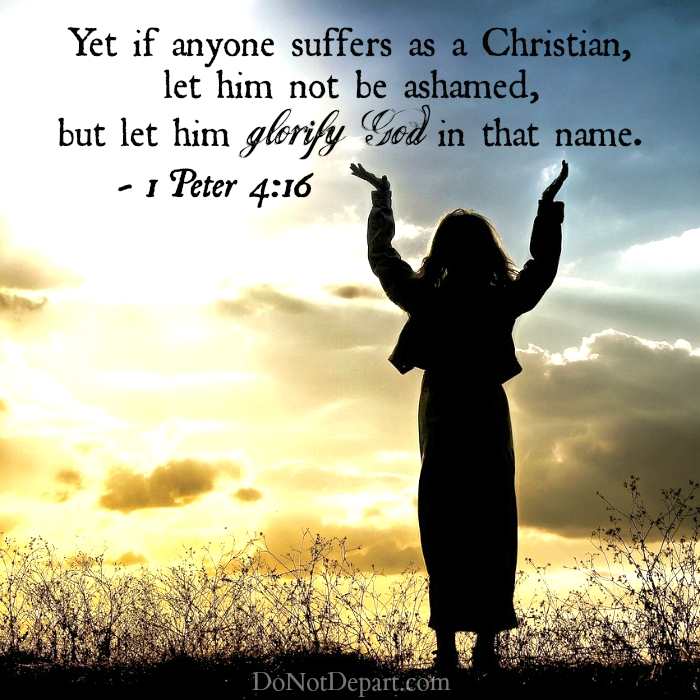 Yet if anyone suffers as a Christian,
let him not be ashamed,
but let him glorify God in that name.
- 1 Peter 4:16
DoNotDepart.com